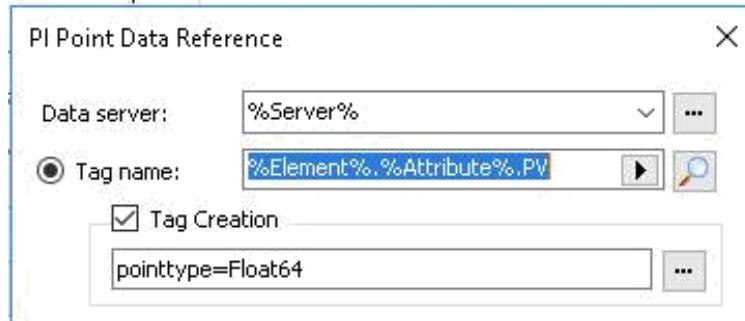 PI Point Data Reference
Data server: %Server%
Tag name: %Element%.%Attribute%.PV
Tag Creation
pointtype=Float64